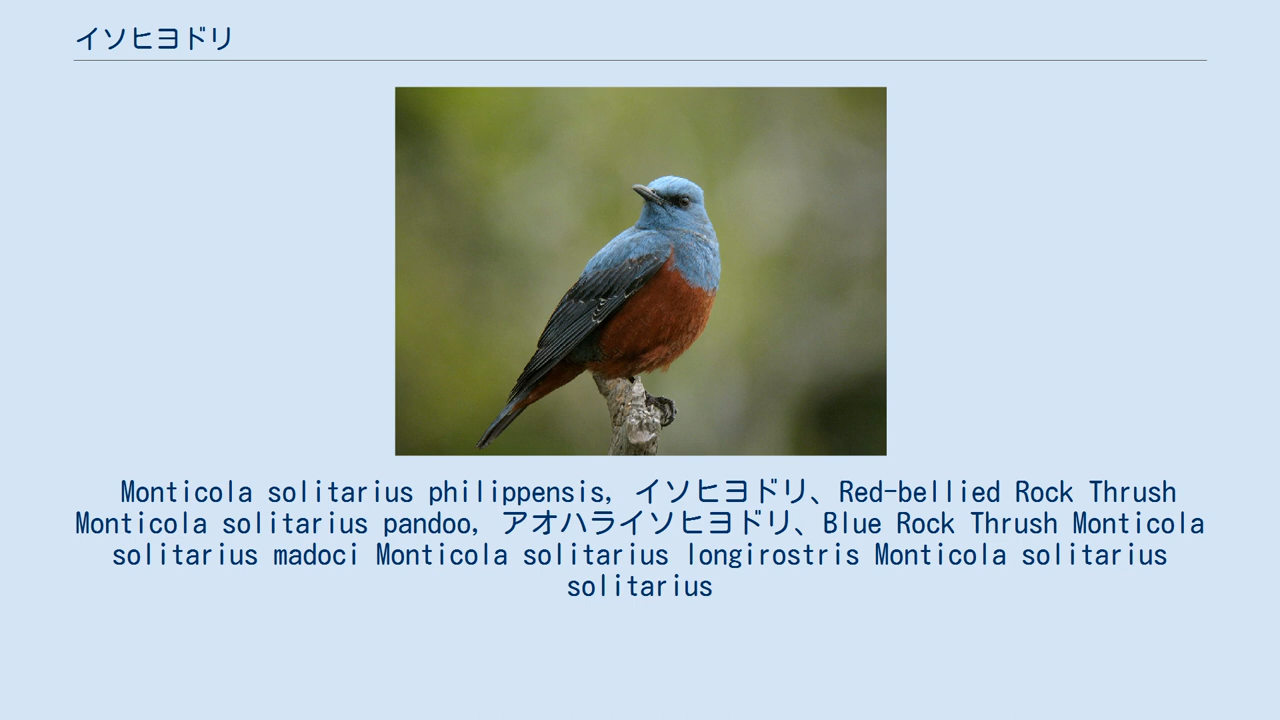 イソヒヨドリ
Monticola solitarius philippensis, イソヒヨドリ、Red-bellied Rock Thrush
Monticola solitarius pandoo, アオハライソヒヨドリ、Blue Rock Thrush Monticola
solitarius madoci Monticola solitarius longirostris Monticola solitarius
solitarius